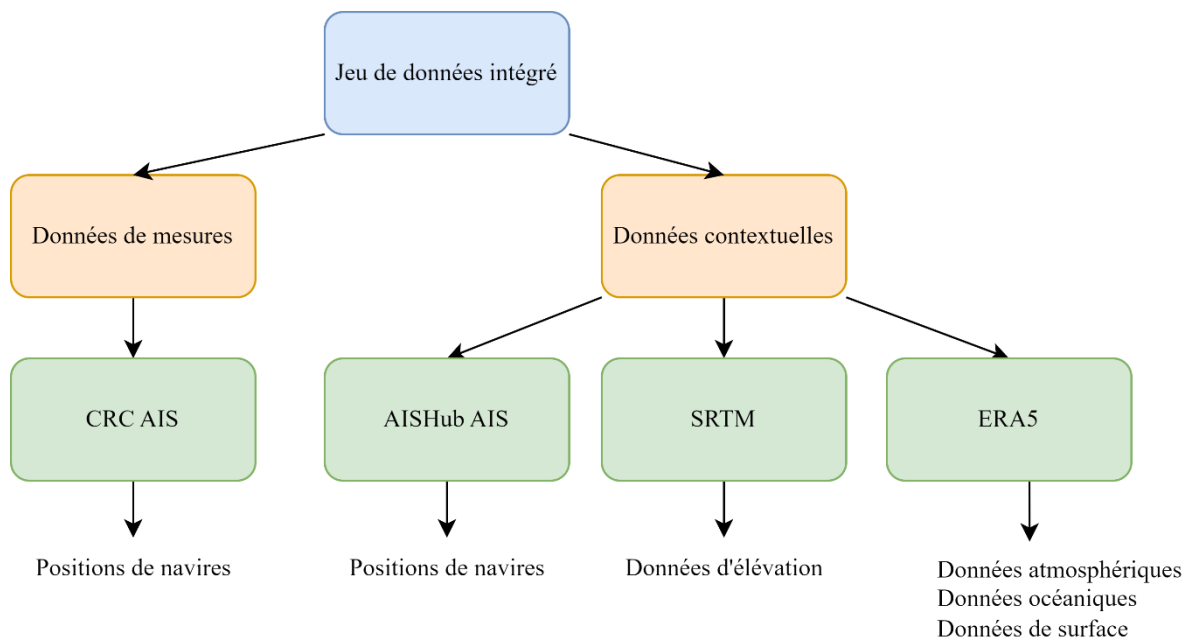 Jeu de données intégré
Données de mesures
Données contextuelles
CRC AIS
AISHub AIS
SRTM
ERA5
Positions de navires
Positions de navires
Données d'élévation
Données atmosphériques
Données océaniques
Données de surface